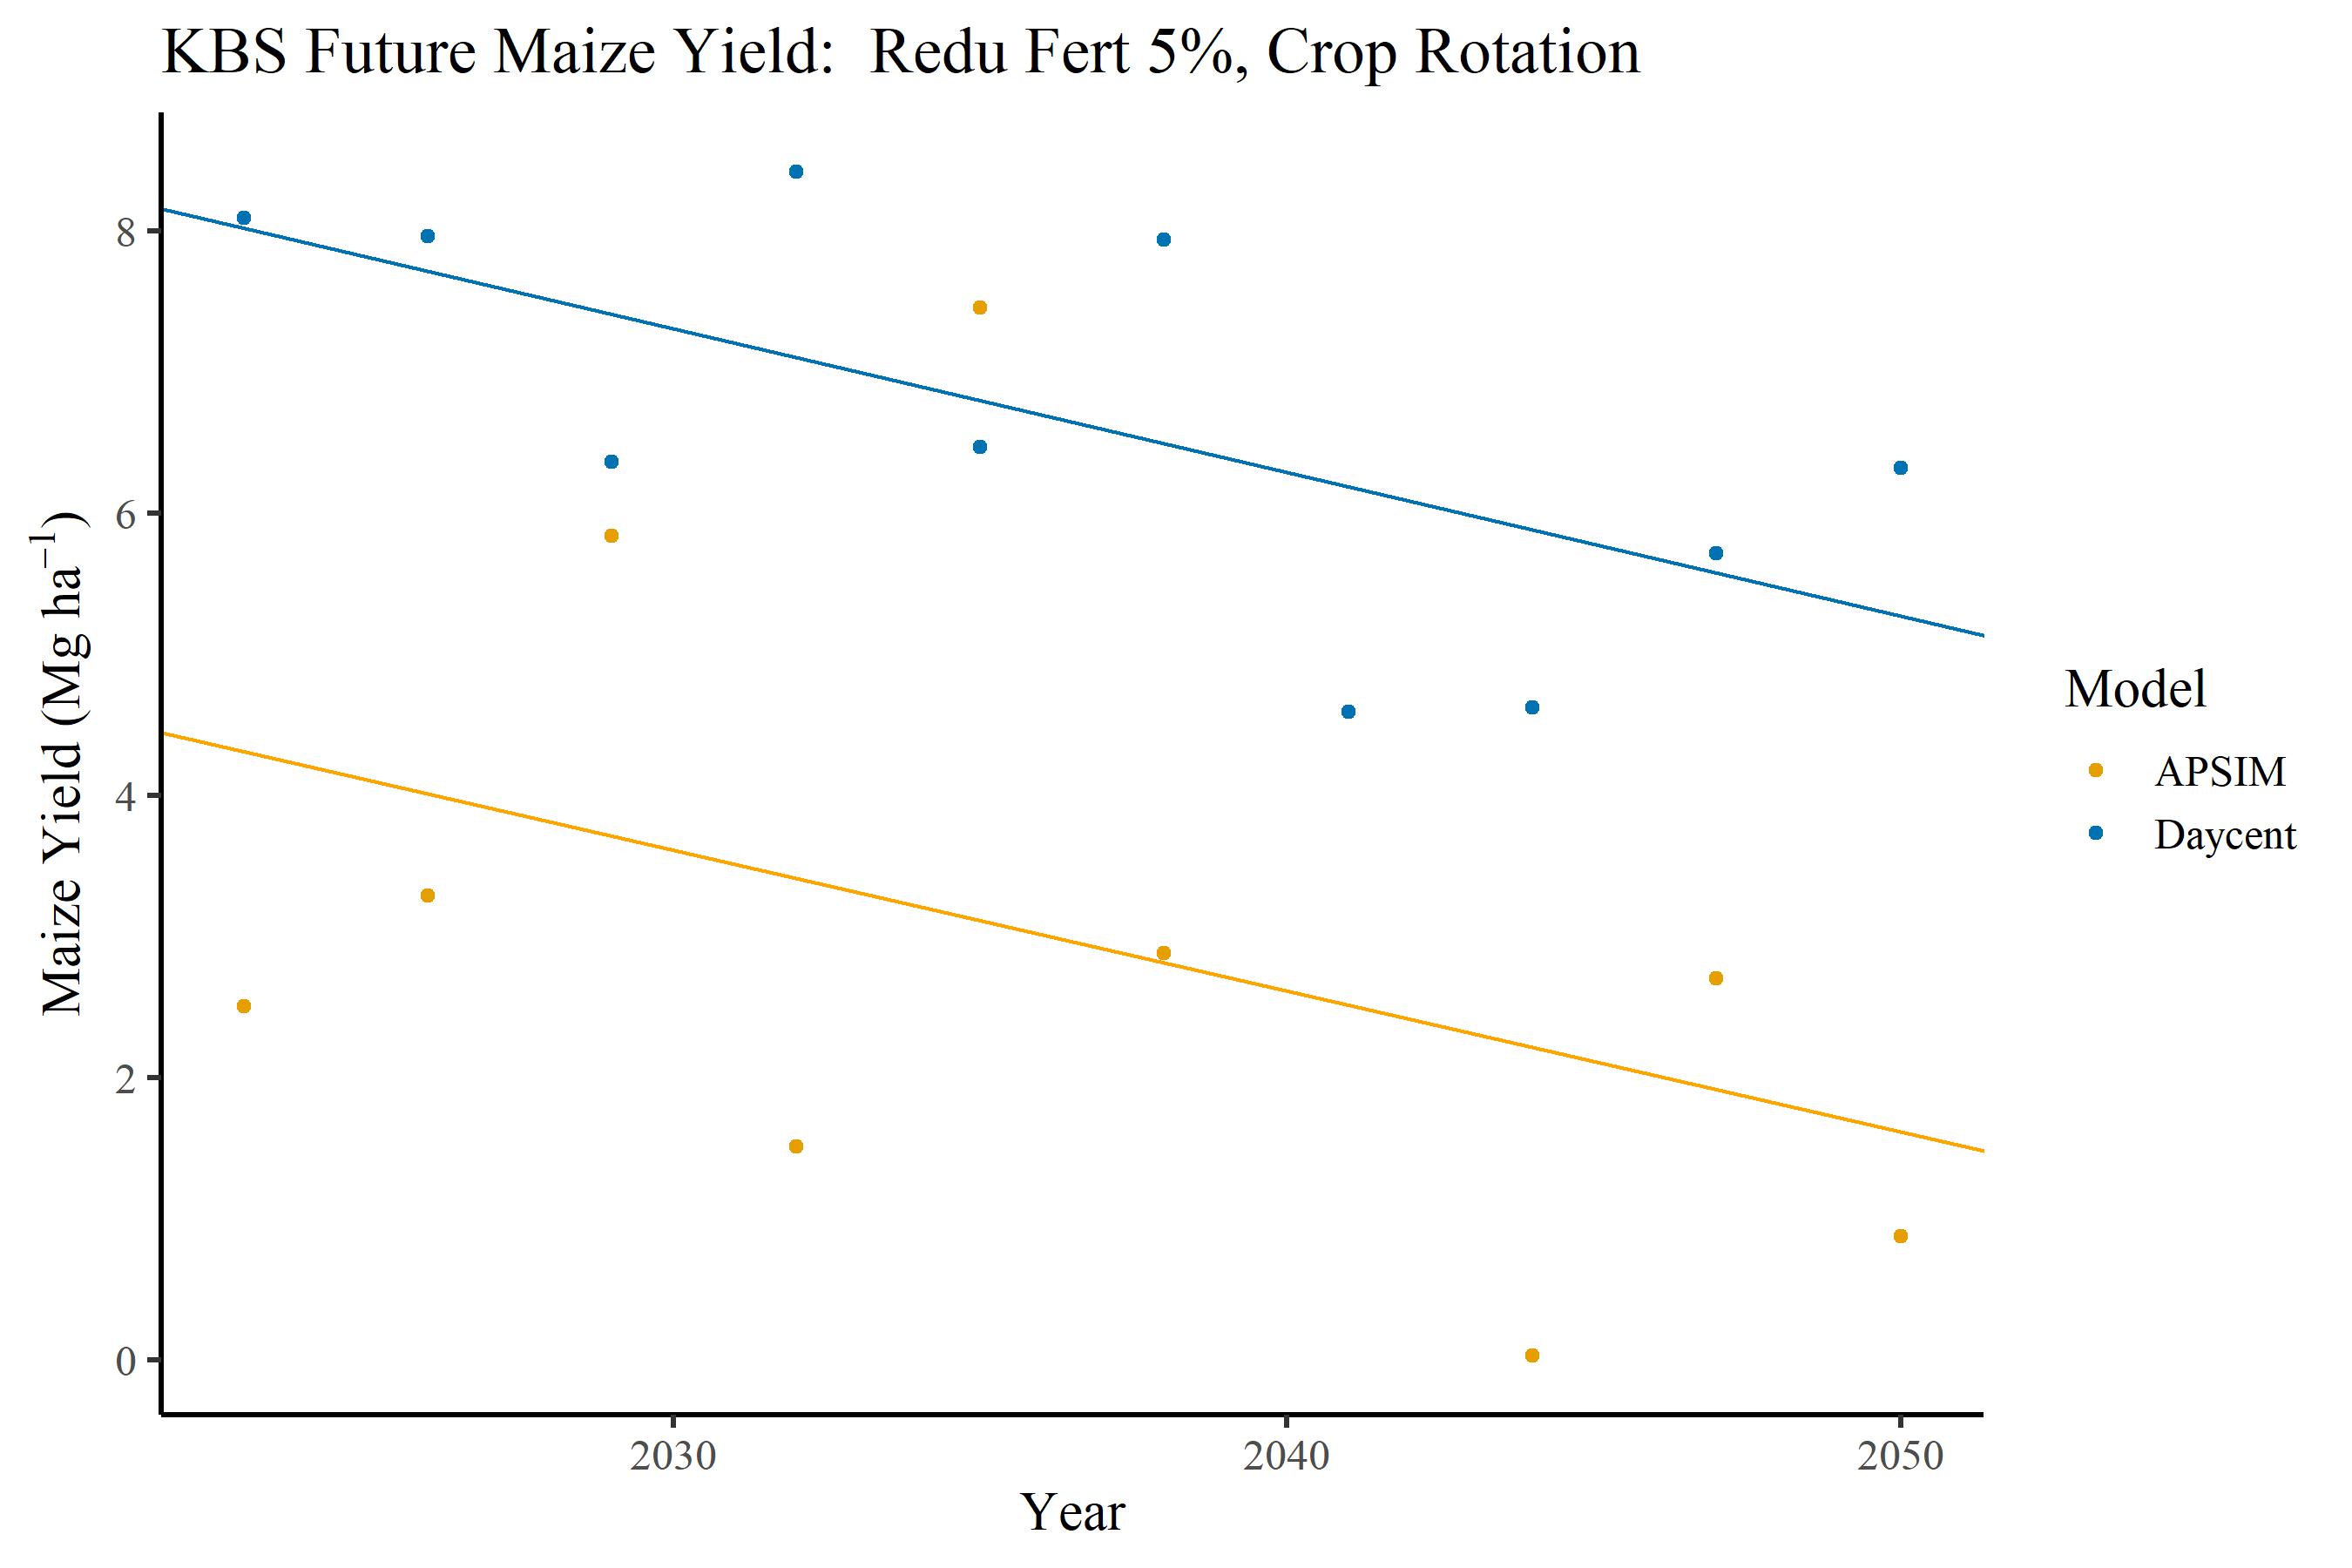 KBS Future Maize Yield:  Redu Fert 5%, Crop Rotation
Maize Yield (Mg ha⁻¹)
8
6
4
2
0
2030
2040
2050
Year
Model
APSIM
Daycent